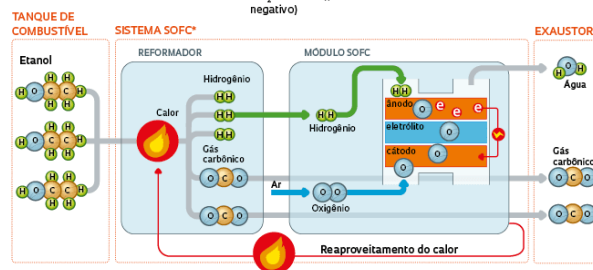 negativo)
TANQUE DE
COMBUSTÍVEL
SISTEMA SOFC*
EXAUSTOR
REFORMADOR
MÓDULO SOFC
Etanol
Hidrogênio
Calor
Gás
carbônico
Ar
Hidrogênio
Oxigênio
ânodo
eletrólito
cátodo
e e e
Água
Gás
carbônico
Reaproveitamento do calor
H H H
H O C C H
H H
H H H
H O C C H
H H
H H H
H O C C H
H H
H H
H H
H H
O C O
O C O
H H
O O
H H
O
O
O
O
O H
H
O C O
O C O